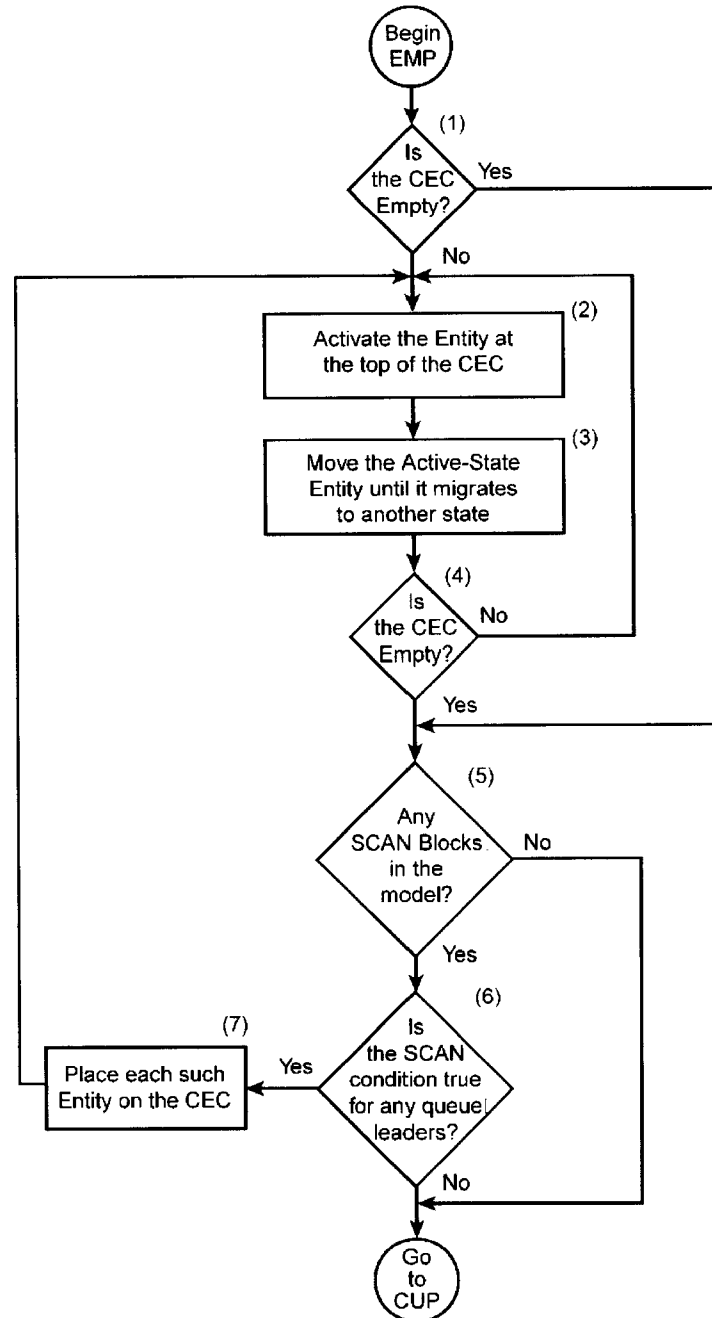 Begin
EMP
(1)
Is
the CEC
Empty?
Yes
No
(2)
Activate the Entity at
the top of the CEC
(3)
Move the Active-State
Entity until it migrates
to another state
(4)
Is
the CEC
Empty?
No
Yes
(5)
Any
SCAN Blocks
in the
model?
No
Yes
(6)
Is
the SCAN
condition true
for any queue
leaders?
Yes
(7)
Place each such
Entity on the CEC
No
Go
to
CUP